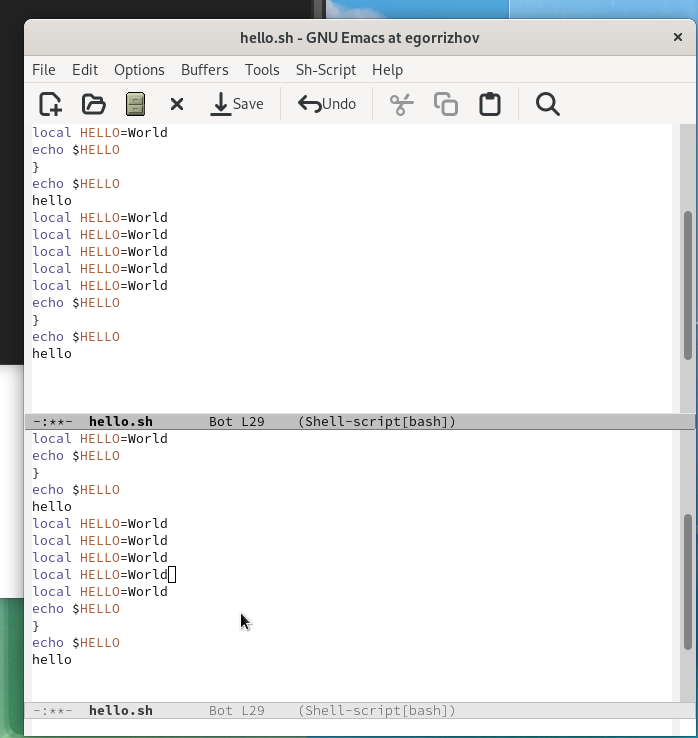 hello.sh - GNU Emacs at egorrizhov
File Edit Options Buffers Tools Sh-Script Help
Save Undo
local HELLO=World
echo $HELLO
}
echo $HELLO
hello
local HELLO=World
local HELLO=World
local HELLO=World
local HELLO=World
local HELLO=World
echo $HELLO
}
echo $HELLO
hello
-:**- hello.sh Bot L29 (Shell-script[bash])
local HELLO=World
echo $HELLO
}
echo $HELLO
hello
local HELLO=World
local HELLO=World
local HELLO=World
local HELLO=World
local HELLO=World
echo $HELLO
}
echo $HELLO
hello
-:**- hello.sh Bot L29 (Shell-script[bash])